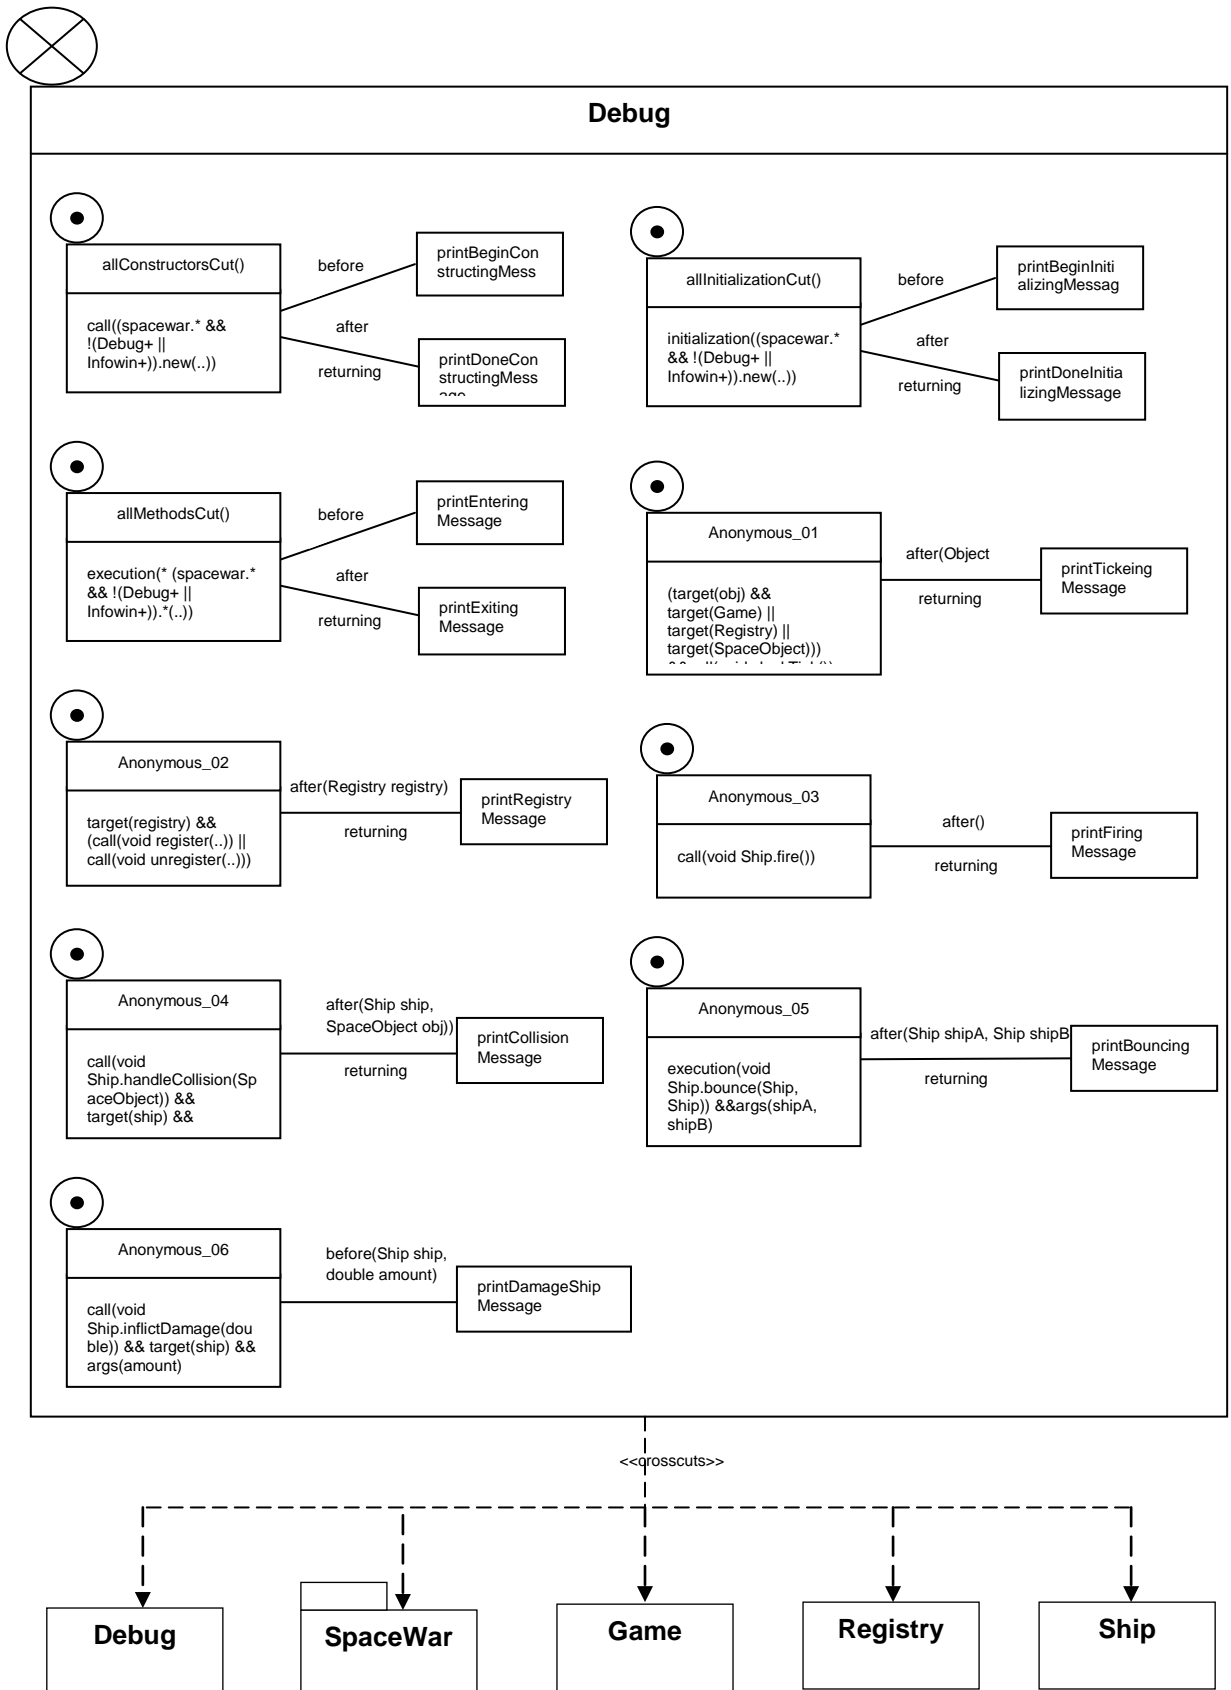 Debug
allConstructorsCut()
call((spacewar.* &&
!(Debug+ ||
Infowin+)).new(..))
before
printBeginCon
structingMess
after
returning
printDoneCon
structingMess
allInitializationCut()
initialization((spacewar.*
&& !(Debug+ ||
Infowin+)).new(..))
before
printBeginIniti
alizingMessag
after
returning
printDoneInitia
lizingMessage
allMethodsCut()
execution(* (spacewar.*
&& !(Debug+ ||
Infowin+)).*(..))
before
printEntering
Message
after
returning
printExiting
Message
Anonymous_01
(target(obj) &&
target(Game) ||
target(Registry) ||
target(SpaceObject)))
after(Object
returning
printTickeing
Message
Anonymous_02
target(registry) &&
(call(void register(..)) ||
call(void unregister(..)))
after(Registry registry)
returning
printRegistry
Message
Anonymous_03
call(void Ship.fire())
after()
returning
printFiring
Message
Anonymous_04
call(void
Ship.handleCollision(Sp
aceObject)) &&
target(ship) &&
after(Ship ship,
SpaceObject obj))
returning
printCollision
Message
Anonymous_05
execution(void
Ship.bounce(Ship,
Ship)) &&args(shipA,
shipB)
after(Ship shipA, Ship shipB
returning
printBouncing
Message
Anonymous_06
call(void
Ship.inflictDamage(dou
ble)) && target(ship) &&
args(amount)
before(Ship ship,
double amount)
printDamageShip
Message
<<crosscuts>>
Debug
SpaceWar
Game
Registry
Ship